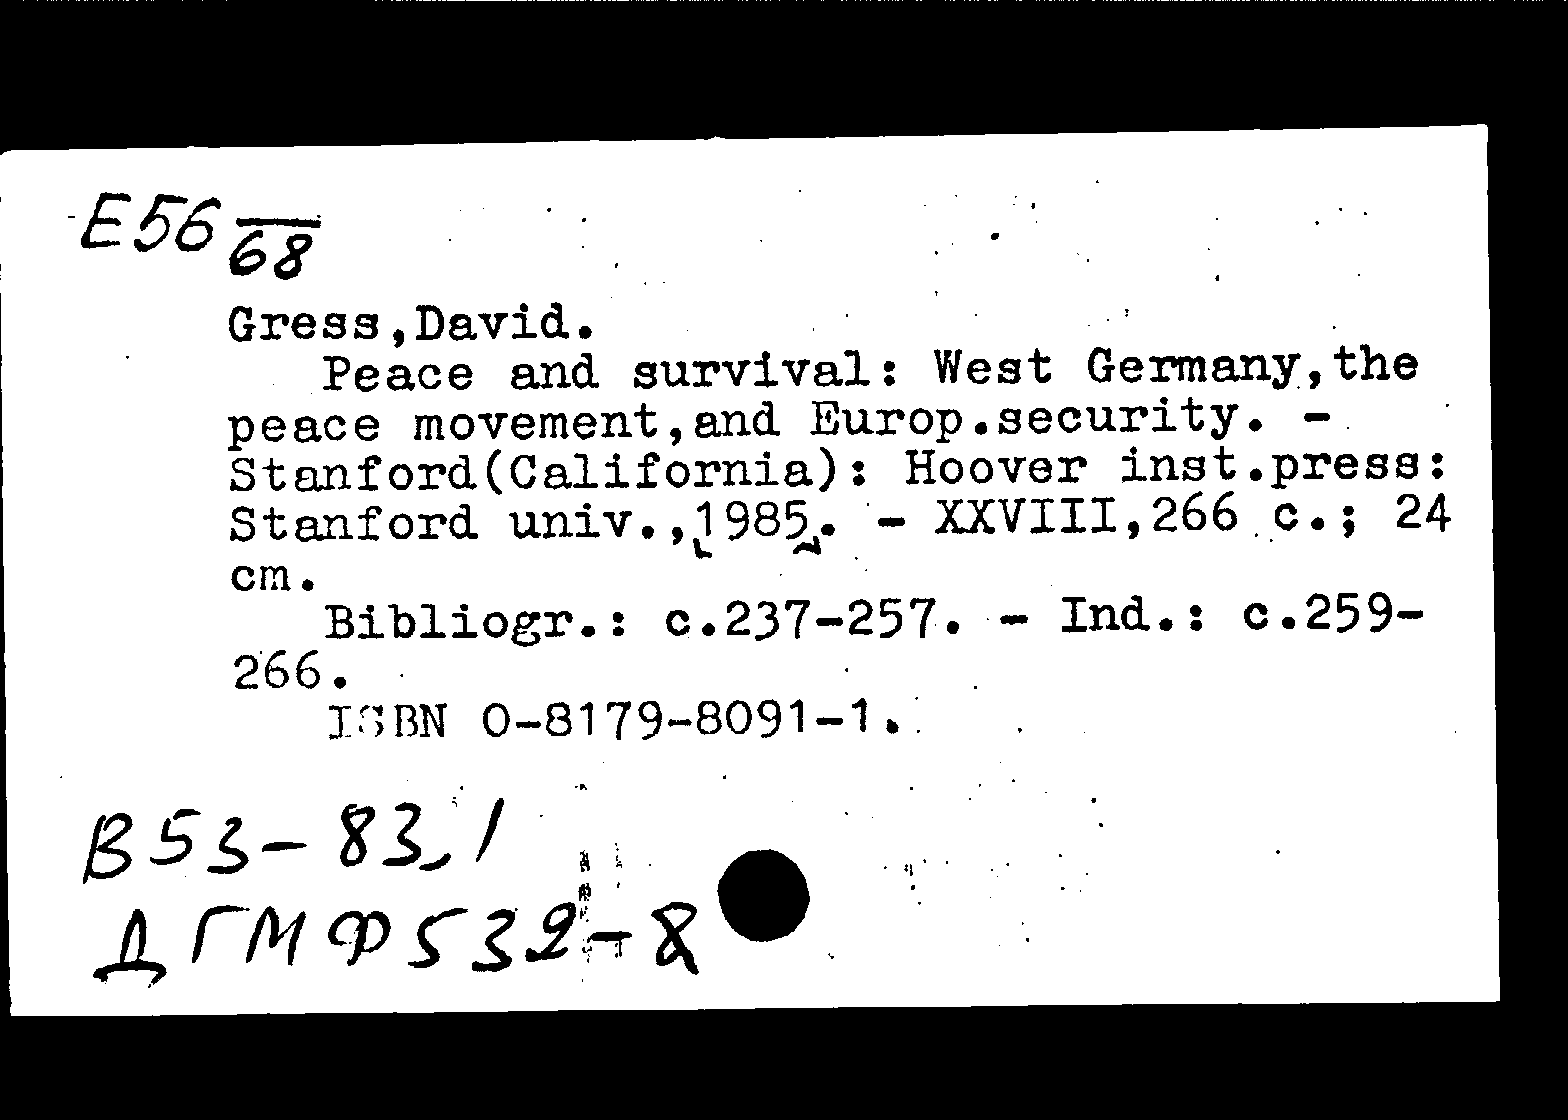 E56 68
Gress,David.
Peace and survival: West Germany,the
peace movement,and Europ.security. -
Stanford(California): Hoover inst.press:
Stanford univ.,1985. - XXVIII,266 c.; 24
cm.
Bibliogr.: c.237-257. - Ind.: c.259-
266.
ISBN 0-8179-8091-1.
В53-83,1
ДГМФ532-8